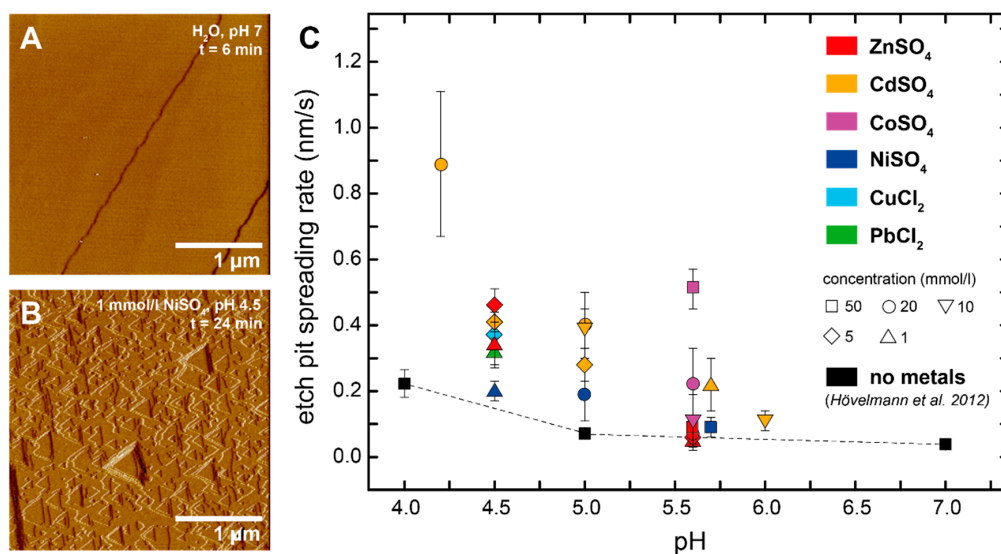 A
H₂O, pH 7
t = 6 min
1 µm
B
1 mmol/l NiSO₄, pH 4.5
t = 24 min
1 µm
C
etch pit spreading rate (nm/s)
1.2
1.0
0.8
0.6
0.4
0.2
0.0
4.0 4.5 5.0 5.5 6.0 6.5 7.0
pH
ZnSO₄
CdSO₄
CoSO₄
NiSO₄
CuCl₂
PbCl₂
concentration (mmol/l)
50 20 10
5 1
no metals
(Hövelmann et al. 2012)